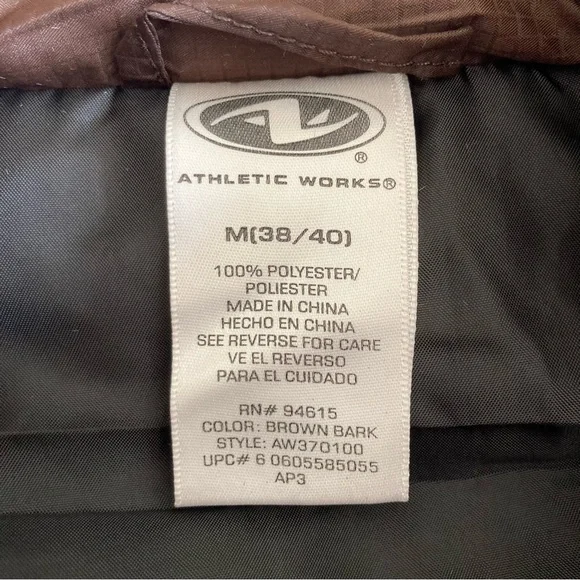 ®
ATHLETIC WORKS®
M(38/40)
100% POLYESTER/
POLIESTER
MADE IN CHINA
HECHO EN CHINA
SEE REVERSE FOR CARE
VE EL REVERSO
PARA EL CUIDADO
RN# 94615
COLOR: BROWN BARK
STYLE: AW370100
UPC# 6 0605585055
AP3